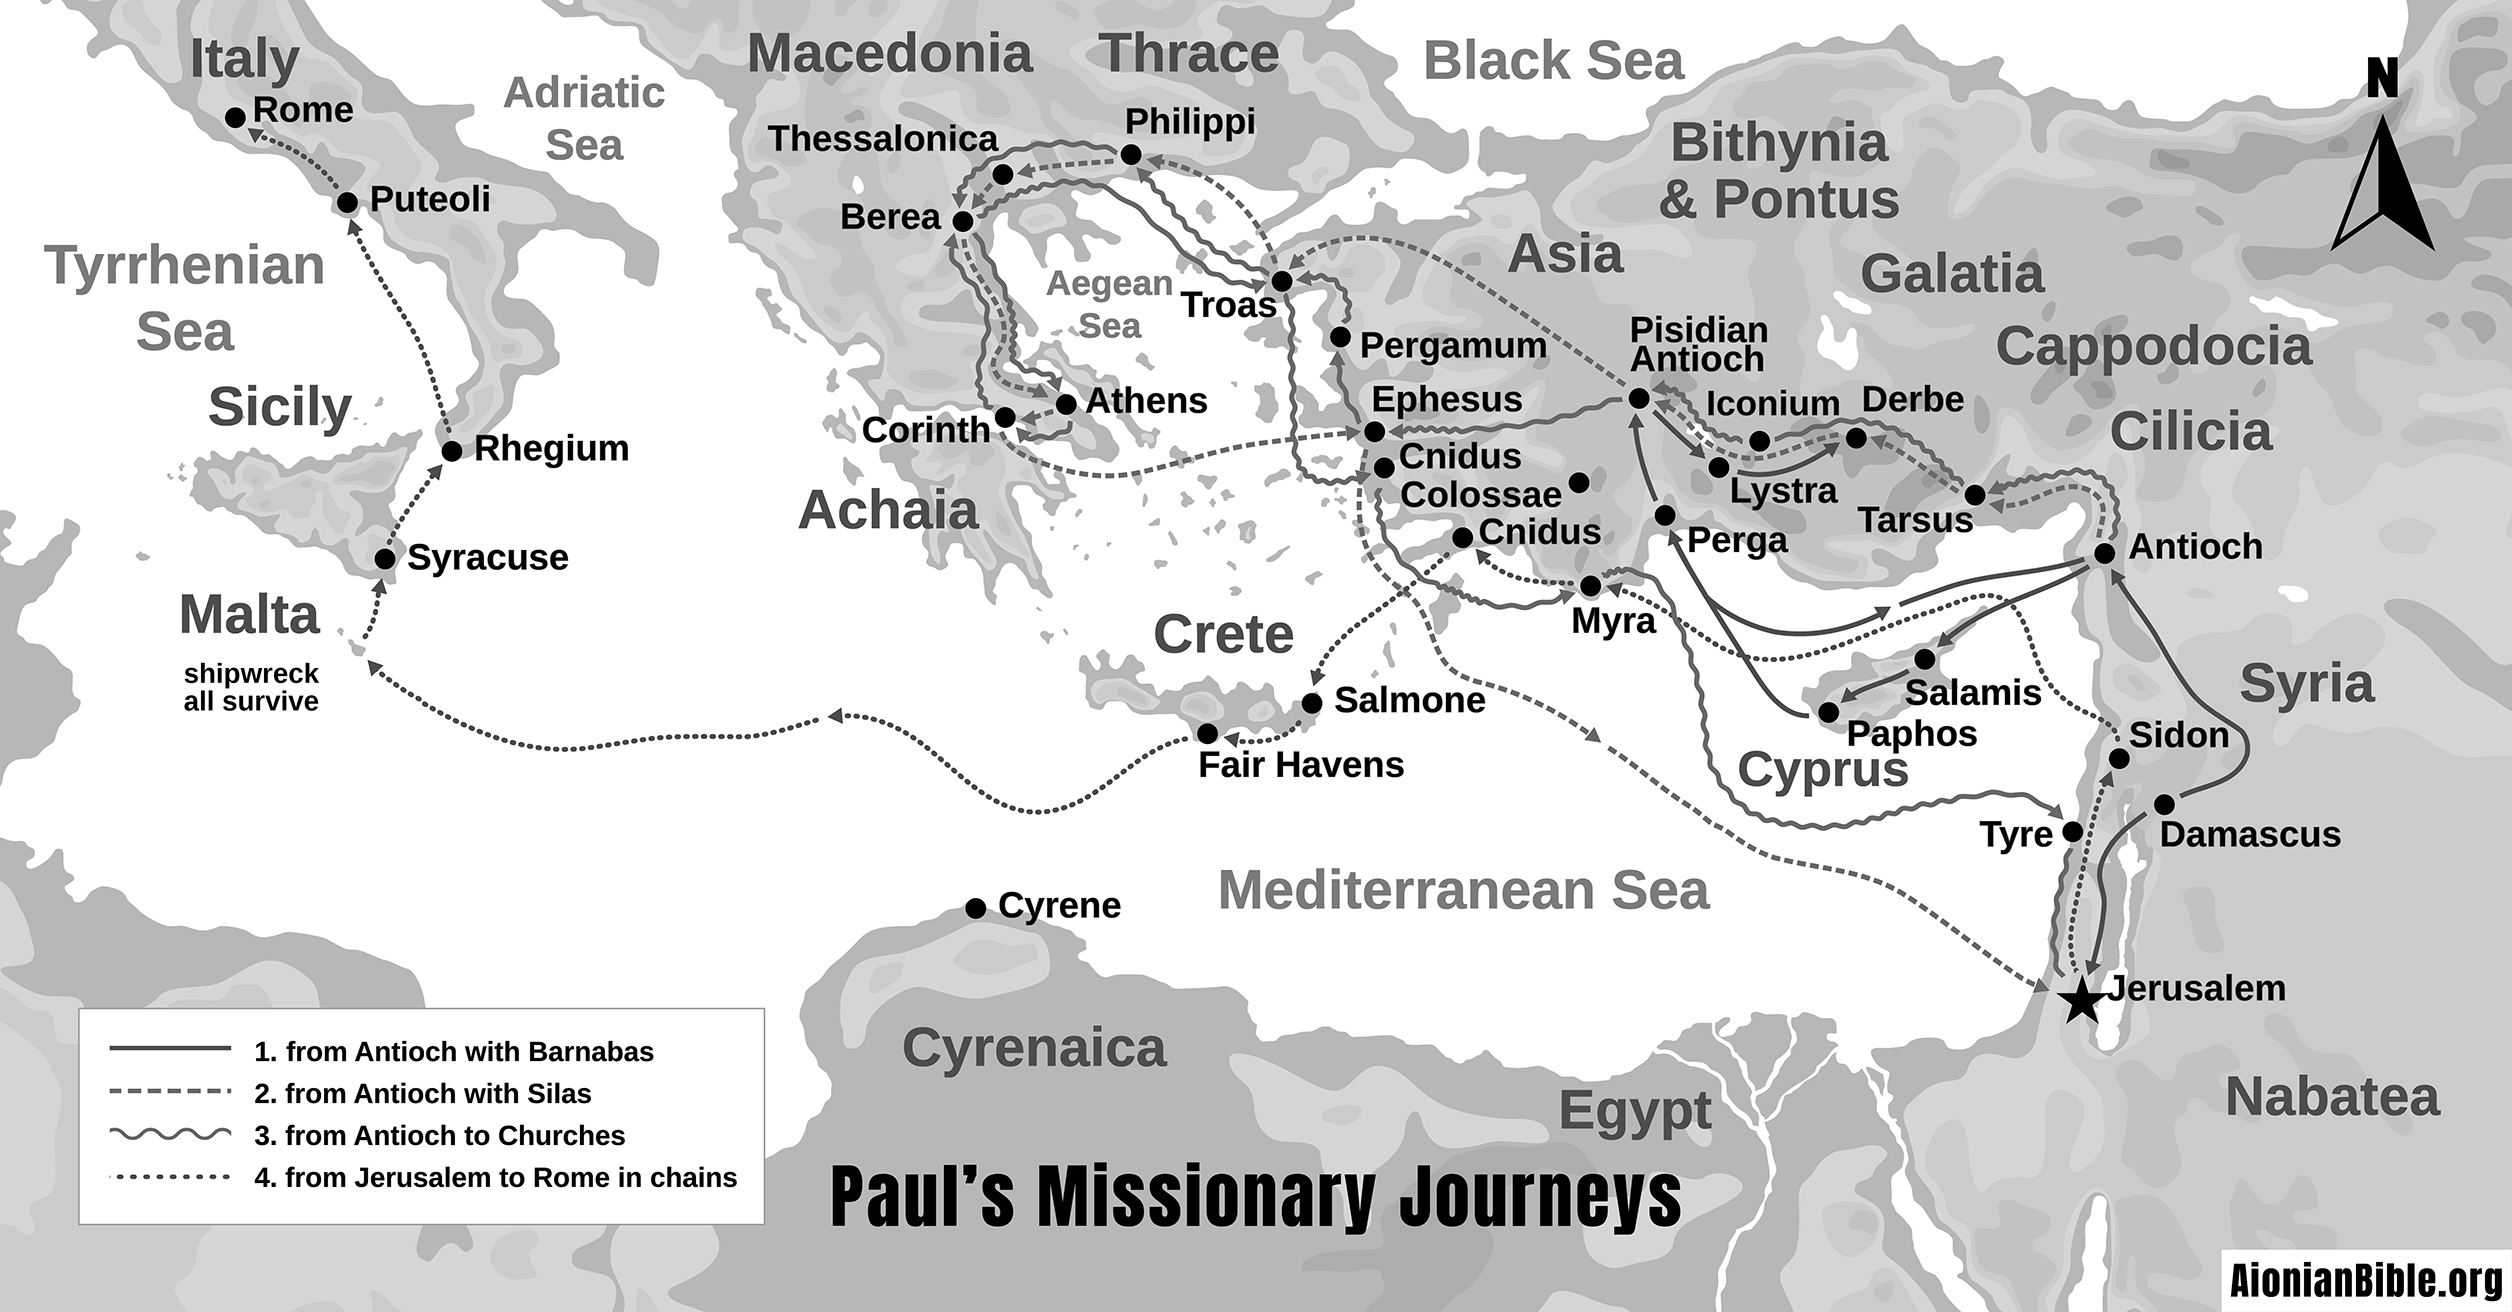 Italy
Rome
Adriatic
Sea
Macedonia
Thrace
Black Sea
N
Philippi
Thessalonica
Bithynia
& Pontus
Puteoli
Berea
Tyrrhenian
Sea
Aegean
Sea
Troas
Asia
Galatia
Pergamum
Pisidian
Antioch
Cappodocia
Sicily
Rhegium
Corinth
Athens
Ephesus
Iconium
Derbe
Cilicia
Cnidus
Colossae
Lystra
Tarsus
Achaia
Cnidus
Perga
Antioch
Syracuse
Malta
shipwreck
all survive
Crete
Myra
Salmone
Fair Havens
Salamis
Paphos
Cyprus
Syria
Sidon
Tyre
Damascus
Mediterranean Sea
Cyrene
Jerusalem
Cyrenaica
Egypt
Nabatea
1. from Antioch with Barnabas
2. from Antioch with Silas
3. from Antioch to Churches
4. from Jerusalem to Rome in chains
Paul’s Missionary Journeys
AionianBible.org